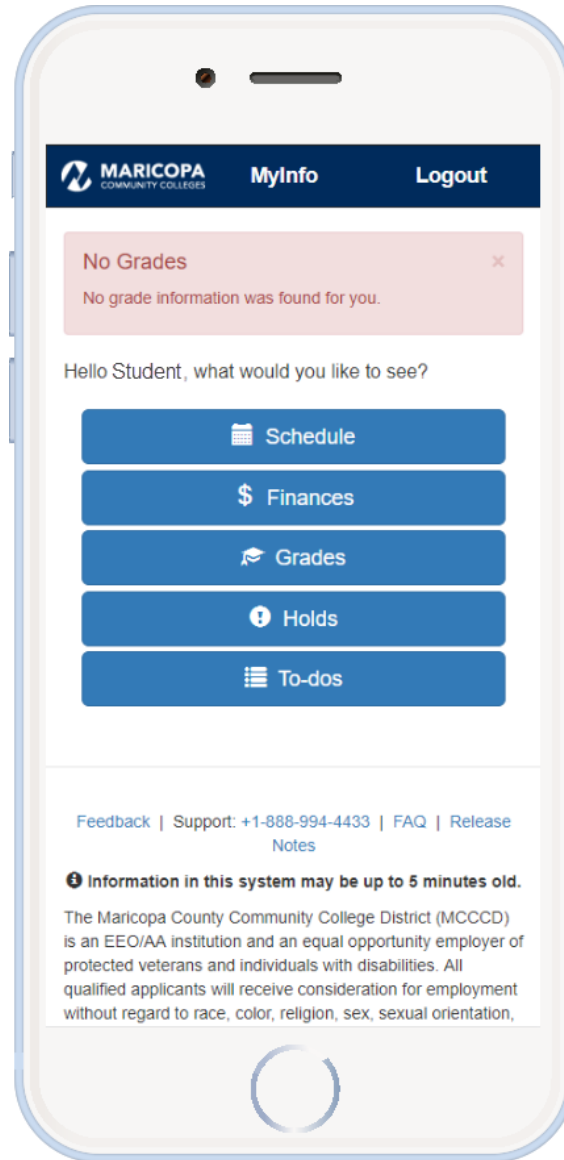 MARICOPA
COMMUNITY COLLEGES
MyInfo
Logout
No Grades
×
No grade information was found for you.
Hello Student, what would you like to see?
Schedule
$ Finances
Grades
Holds
To-dos
Feedback | Support: +1-888-994-4433 | FAQ | Release
Notes
Information in this system may be up to 5 minutes old.
The Maricopa County Community College District (MCCCD)
is an EEO/AA institution and an equal opportunity employer of
protected veterans and individuals with disabilities. All
qualified applicants will receive consideration for employment
without regard to race, color, religion, sex, sexual orientation,